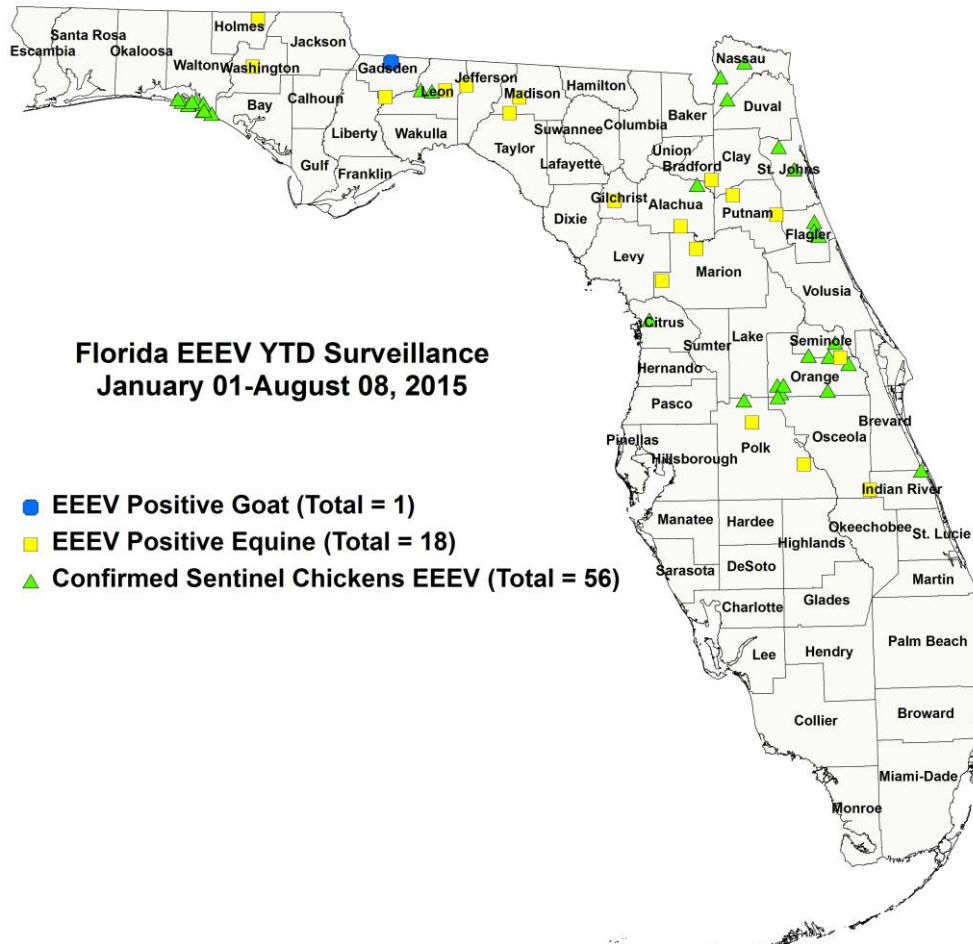 Holmes
Santa Rosa
Jackson
Escambia
Okaloosa
Walton
Washington
Gadsden
Nassau
Jefferson
Leon
Madison
Hamilton
Bay
Calhoun
Duval
Baker
Liberty
Wakulla
Suwannee
Columbia
Taylor
Union
Clay
Gulf
Franklin
Lafayette
Bradford
St. Johns
Gilchrist
Alachua
Dixie
Putnam
Flagler
Levy
Marion
Volusia
Citrus
Lake
Sumter
Seminole
Hernando
Orange
Florida EEEV YTD Surveillance
January 01-August 08, 2015
Pasco
Brevard
Pinellas
Hillsborough
Polk
Osceola
Indian River
EEEV Positive Goat (Total = 1)
EEEV Positive Equine (Total = 18)
Confirmed Sentinel Chickens EEEV (Total = 56)
Manatee
Hardee
Okeechobee
St. Lucie
Highlands
Sarasota
DeSoto
Martin
Charlotte
Glades
Palm Beach
Lee
Hendry
Collier
Broward
Miami-Dade
Monroe